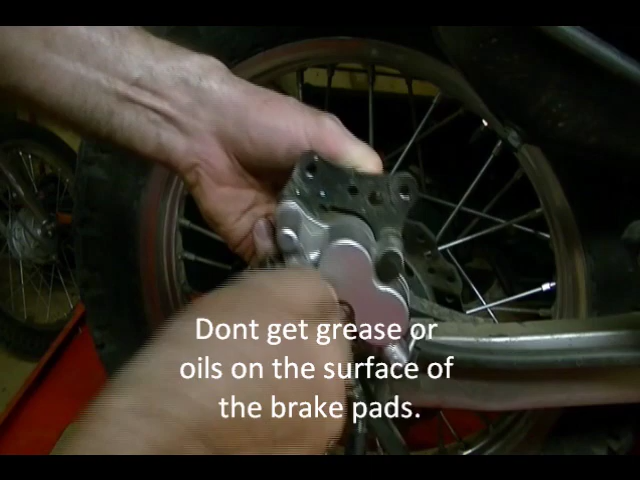 Dont get grease or
oils on the surface of
the brake pads.